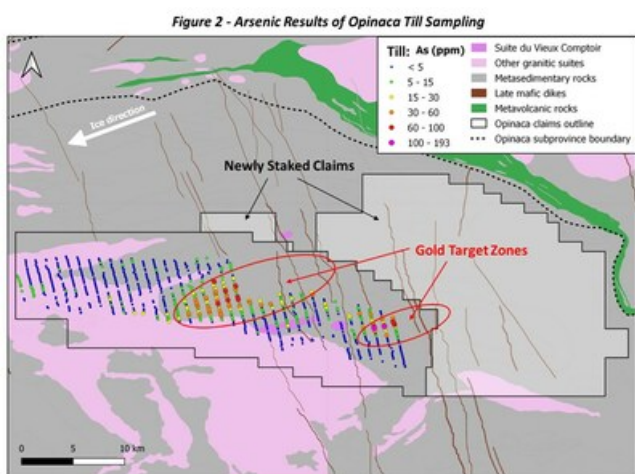 Figure 2 - Arsenic Results of Opinaca Till Sampling
Till: As (ppm)
< 5
5 - 15
15 - 30
30 - 60
60 - 100
100 - 193
Suite du Vieux Comptoir
Other granitic suites
Metasedimentary rocks
Late mafic dikes
Metavolcanic rocks
Opinaca claims outline
Opinaca subprovince boundary
Ice direction
Newly Staked Claims
Gold Target Zones
0 5 10 km